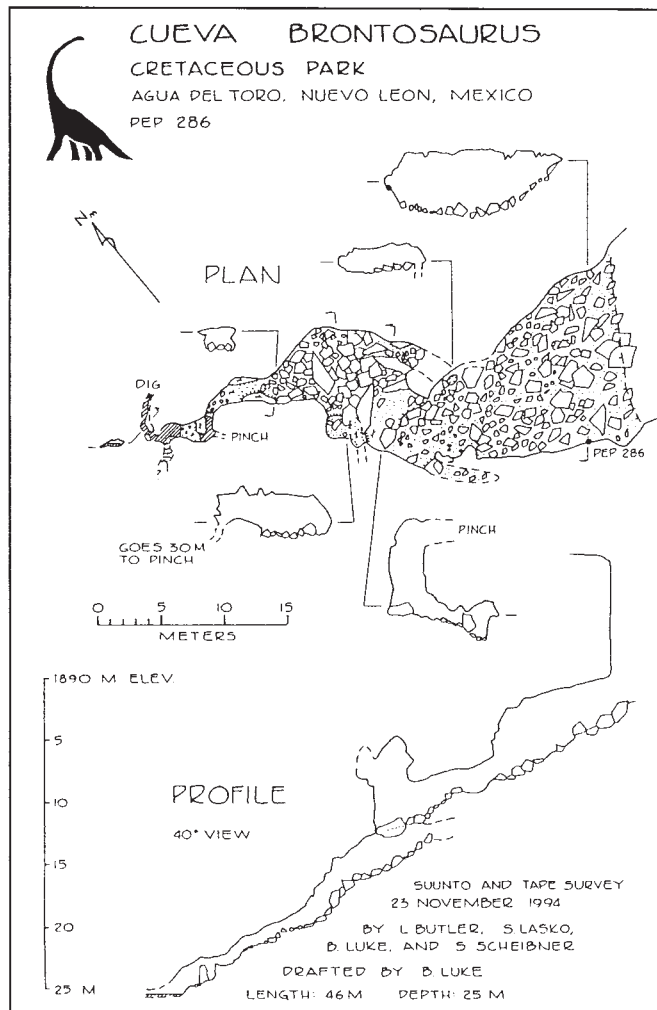 CUEVA BRONTOSAURUS
CRETACEOUS PARK
AGUA DEL TORO, NUEVO LEON, MEXICO
PEP 286
N
PLAN
DIG
PINCH
PEP 286
GOES 30 M
TO PINCH
PINCH
0 5 10 15
METERS
1890 M ELEV.
5
10
15
20
25 M
PROFILE
40° VIEW
SUUNTO AND TAPE SURVEY
23 NOVEMBER 1994
BY L BUTLER, S. LASKO,
B. LUKE, AND S SCHEIBNER
DRAFTED BY B. LUKE
LENGTH: 46 M DEPTH: 25 M